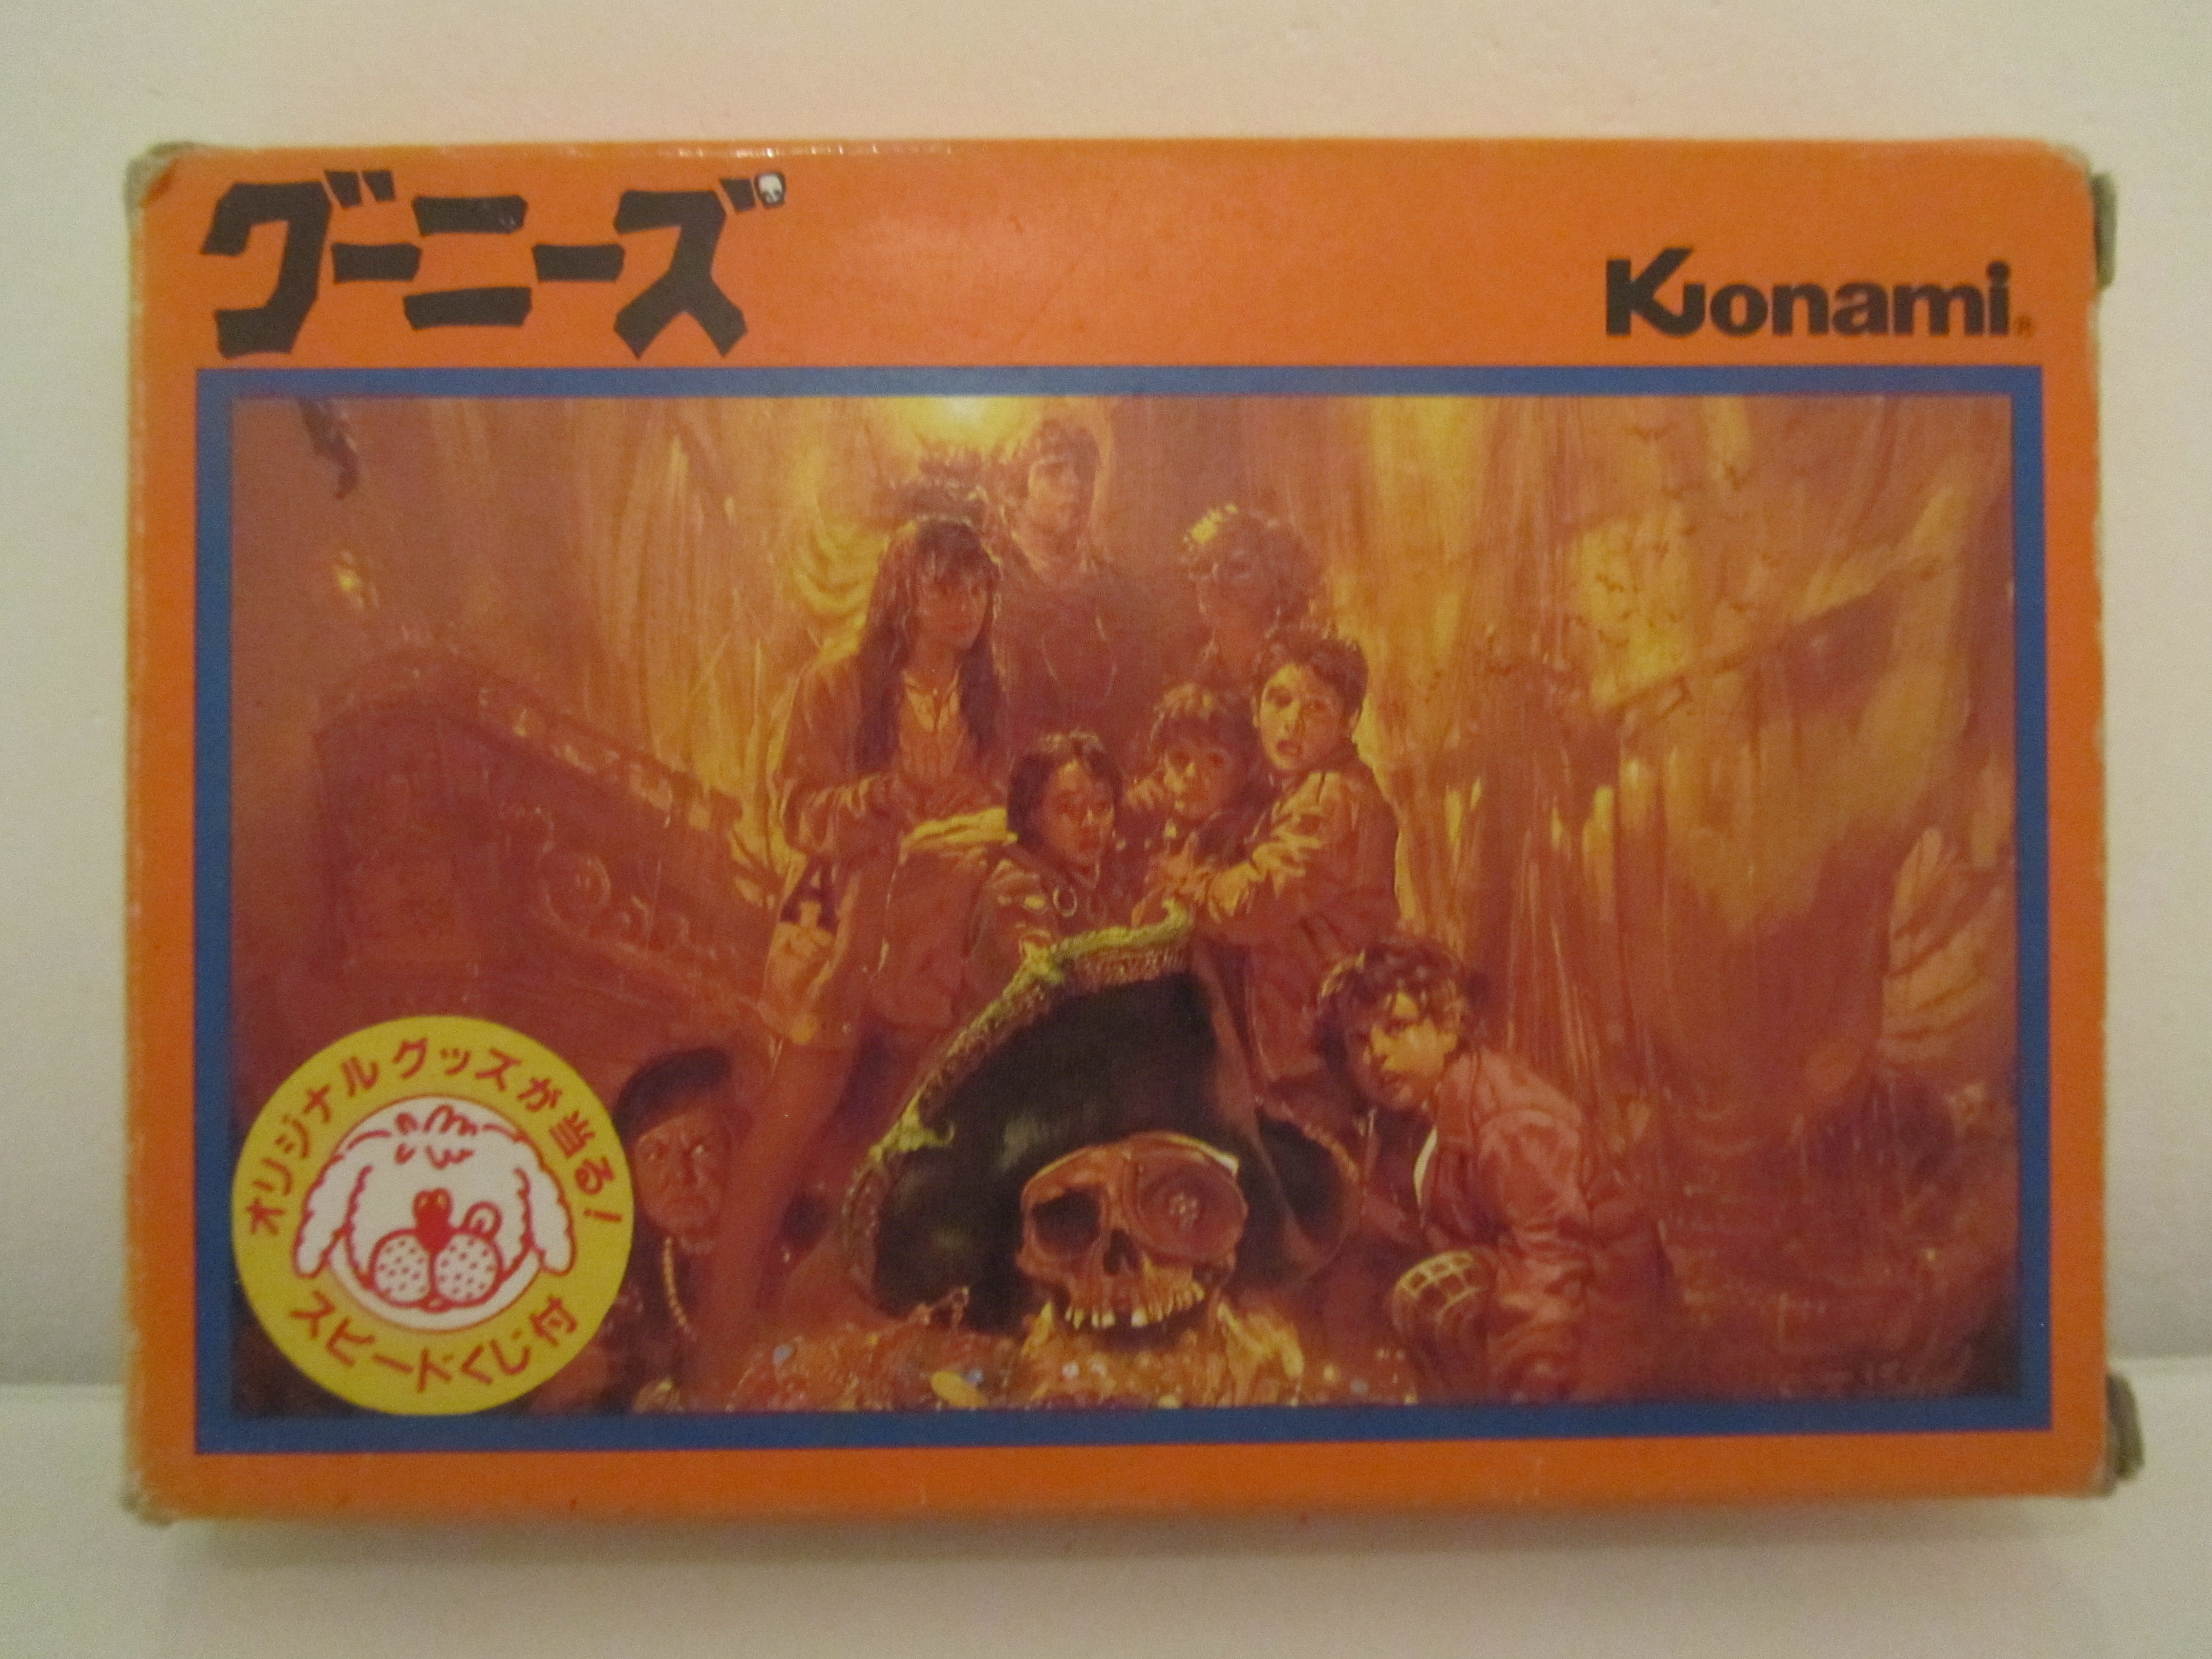 グーニーズ
Konami®
オリジナルグッズが当る!
スピードくじ付